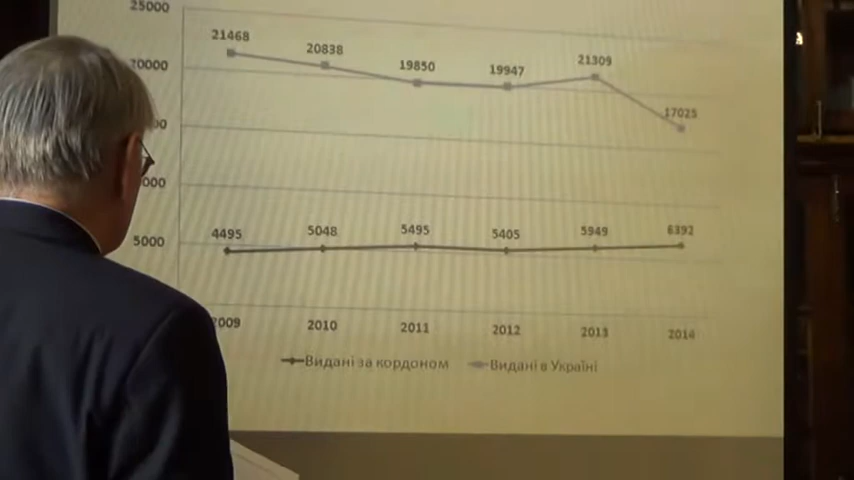 25000
21468 20838 19850 19947 21309 17025
20000
5000
4495 5048 5495 5405 5949 6392
2009 2010 2011 2012 2013 2014
Видані за кордоном Видані в Україні